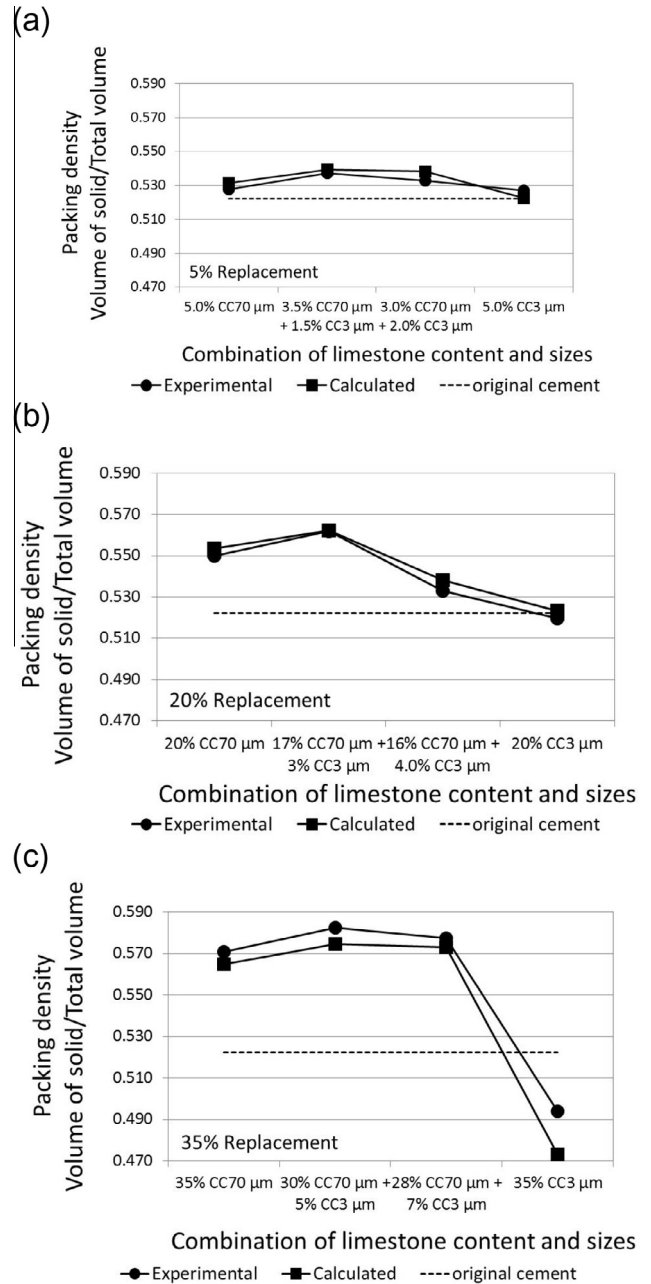 (a)
Packing density
Volume of solid/Total volume
0.590
0.570
0.550
0.530
0.510
0.490
0.470
5% Replacement
5.0% CC70 µm 3.5% CC70 µm 3.0% CC70 µm 5.0% CC3 µm
+ 1.5% CC3 µm + 2.0% CC3 µm
Combination of limestone content and sizes
Experimental Calculated original cement
(b)
Packing density
Volume of solid/Total volume
0.590
0.570
0.550
0.530
0.510
0.490
0.470
20% Replacement
20% CC70 µm 17% CC70 µm +16% CC70 µm + 20% CC3 µm
3% CC3 µm 4.0% CC3 µm
Combination of limestone content and sizes
Experimental Calculated original cement
(c)
Packing density
Volume of solid/Total volume
0.590
0.570
0.550
0.530
0.510
0.490
0.470
35% Replacement
35% CC70 µm 30% CC70 µm +28% CC70 µm + 35% CC3 µm
5% CC3 µm 7% CC3 µm
Combination of limestone content and sizes
Experimental Calculated original cement